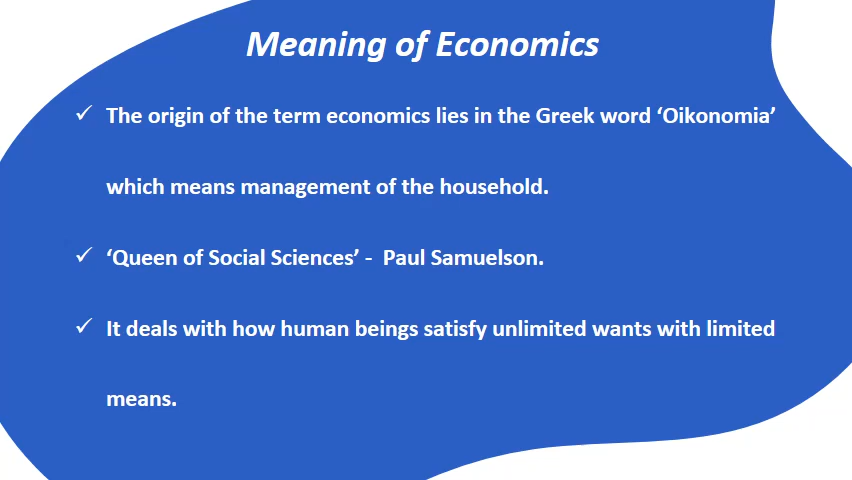 Meaning of Economics
✓ The origin of the term economics lies in the Greek word ‘Oikonomia’
which means management of the household.
✓ ‘Queen of Social Sciences’ - Paul Samuelson.
✓ It deals with how human beings satisfy unlimited wants with limited
means.